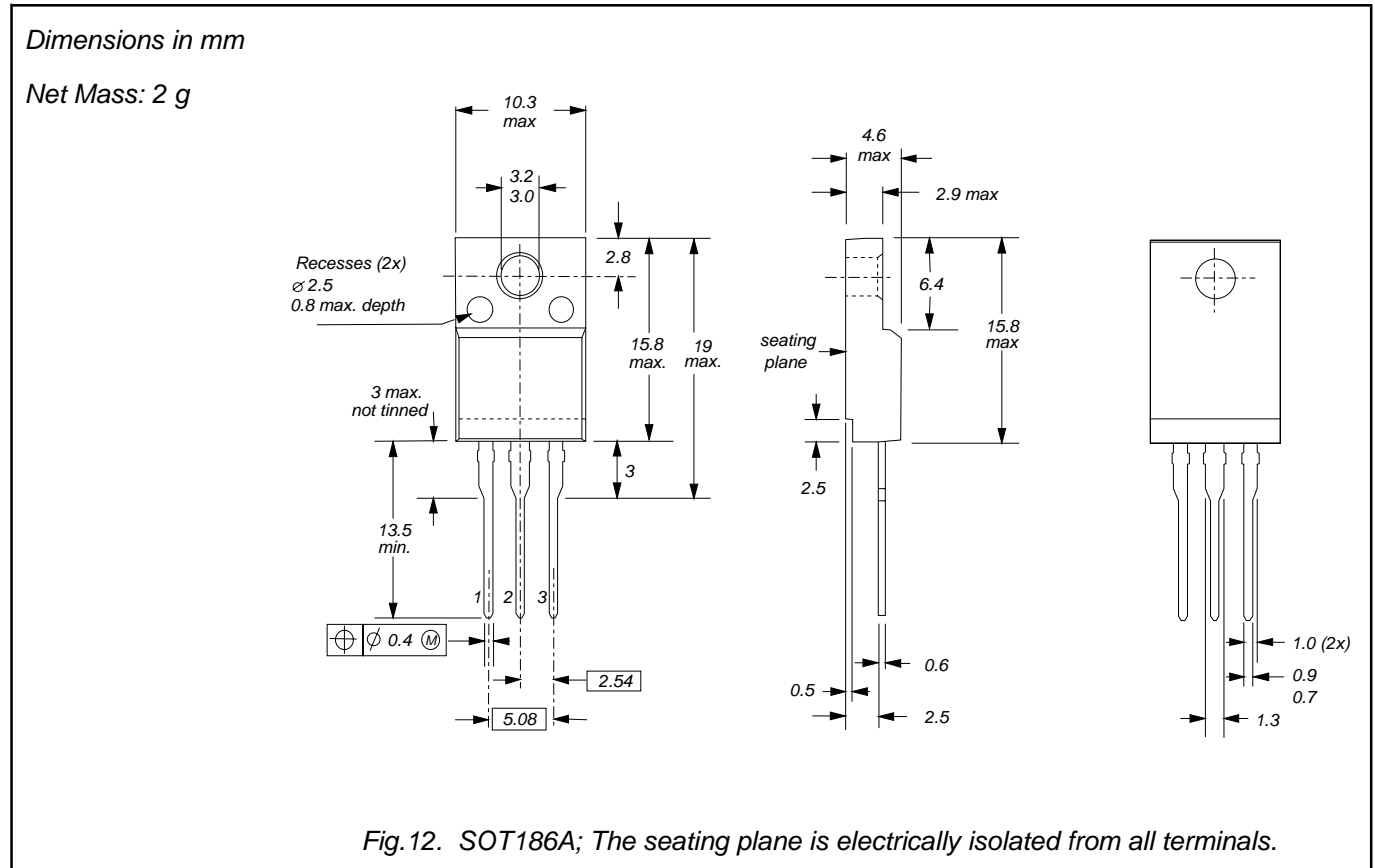 Dimensions in mm
Net Mass: 2 g
10.3
max
3.2
3.0
2.8
Recesses (2x)
⌀ 2.5
0.8 max. depth
15.8
max.
19
max.
3 max.
not tinned
3
13.5
min.
1 2 3
⌖ ⌀ 0.4 Ⓜ
2.54
5.08
4.6
max
2.9 max
6.4
15.8
max
seating
plane
2.5
0.6
0.5
2.5
1.0 (2x)
0.9
0.7
1.3
Fig.12. SOT186A; The seating plane is electrically isolated from all terminals.